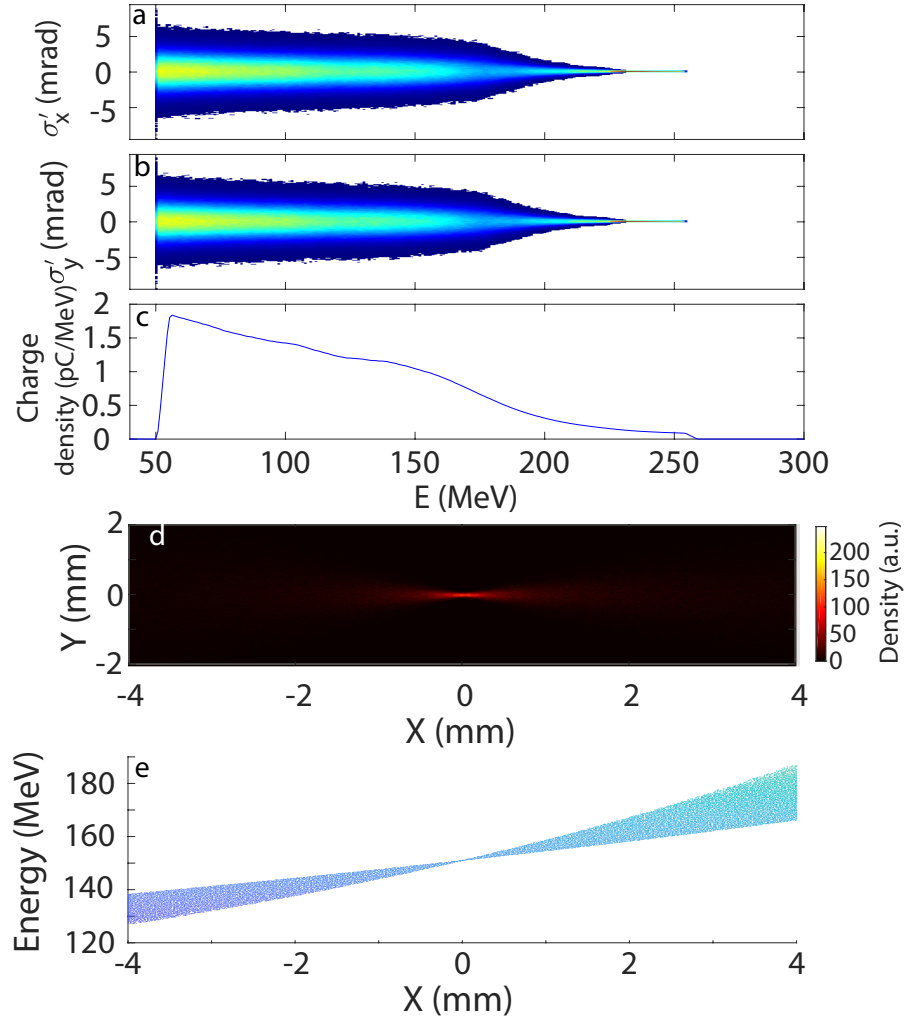 a
5
0
-5
σ′x (mrad)
b
5
0
-5
σ′y (mrad)
c
2
1.5
1
0.5
0
Charge
density (pC/MeV)
50 100 150 200 250 300
E (MeV)
d
2
0
-2
Y (mm)
-4 -2 0 2 4
X (mm)
200
150
100
50
0
Density (a.u.)
e
180
160
140
120
Energy (MeV)
-4 -2 0 2 4
X (mm)